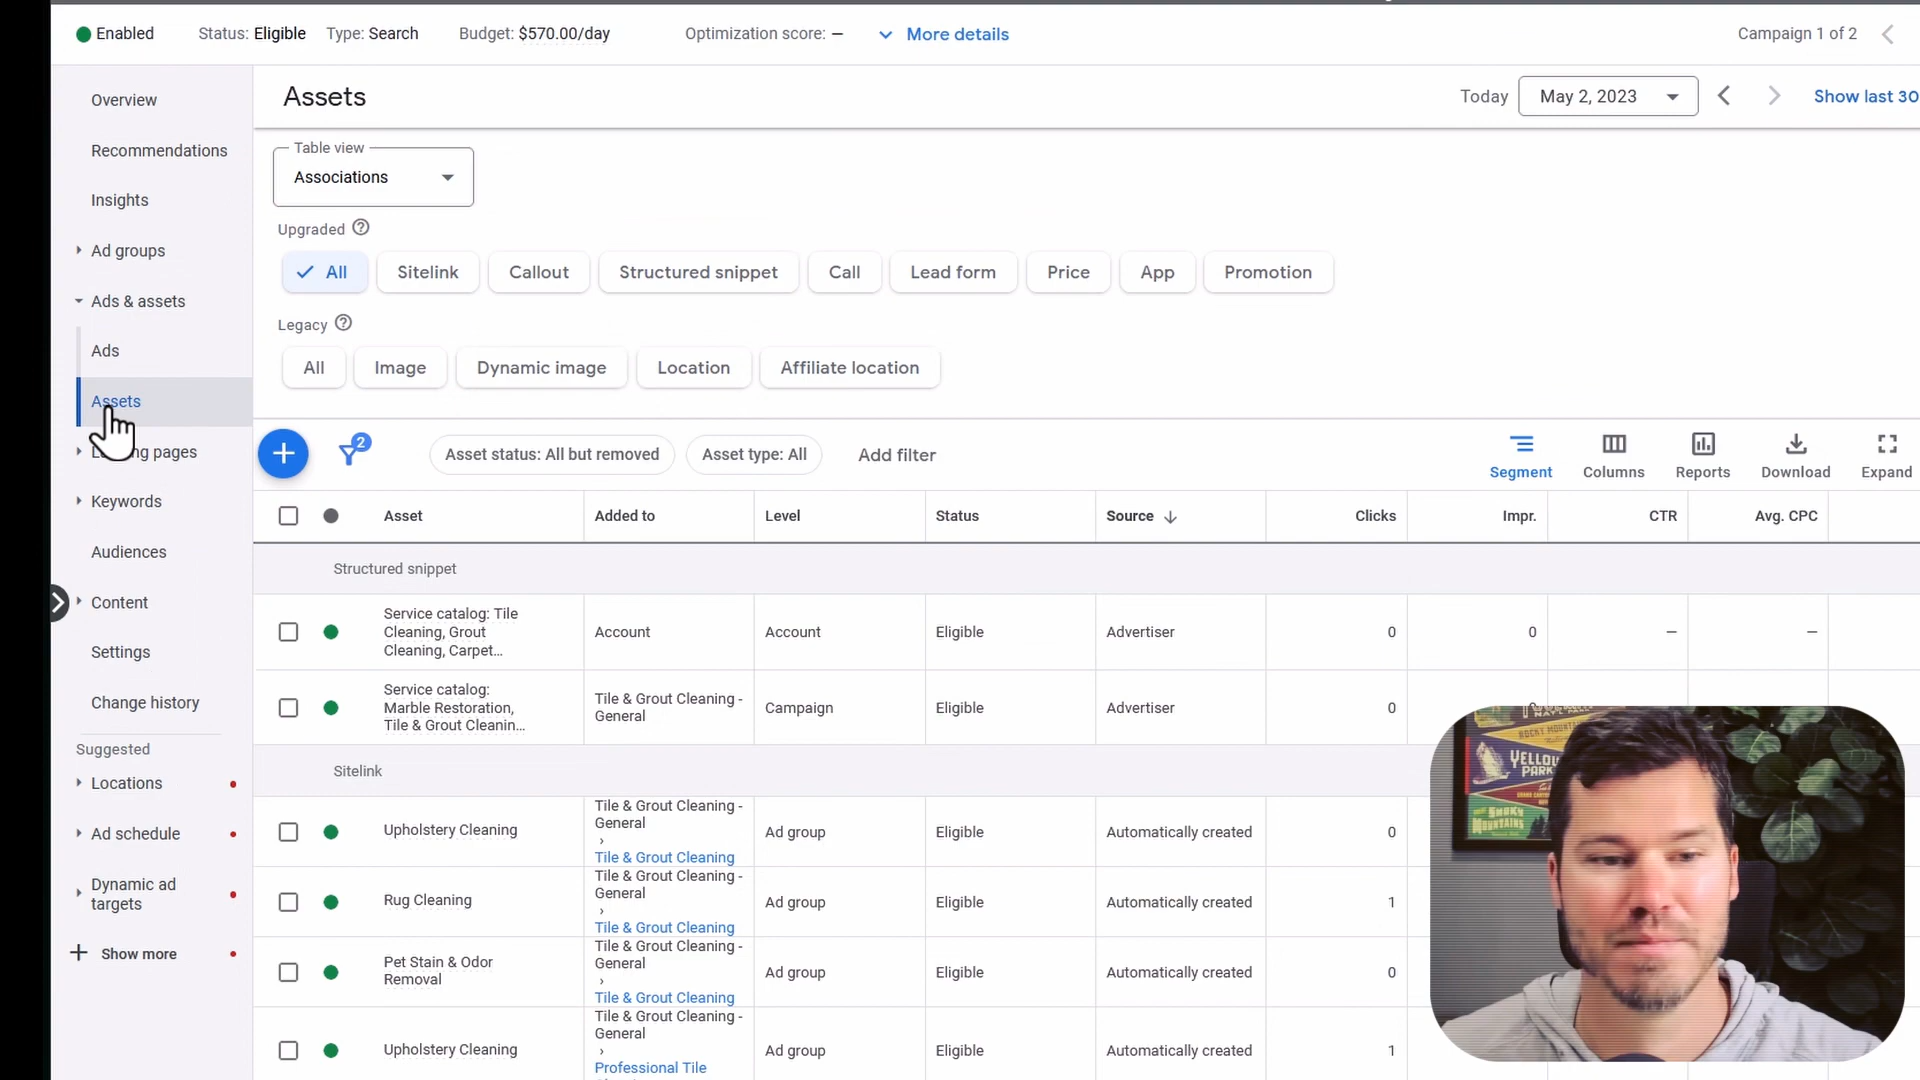 Enabled
Status: Eligible
Type: Search
Budget: $570.00/day
Optimization score: –
More details
Campaign 1 of 2
Overview
Recommendations
Insights
Ad groups
Ads & assets
Ads
Assets
Keywords
Audiences
Content
Settings
Change history
Suggested
Locations
Ad schedule
Dynamic ad
targets
Show more
Assets
Today
May 2, 2023
Show last 30
Table view
Associations
Upgraded
All
Sitelink
Callout
Structured snippet
Call
Lead form
Price
App
Promotion
Legacy
All
Image
Dynamic image
Location
Affiliate location
2
Asset status: All but removed
Asset type: All
Add filter
Segment
Columns
Reports
Download
Expand
Asset
Added to
Level
Status
Source
Clicks
Impr.
CTR
Avg. CPC
Structured snippet
Service catalog: Tile
Cleaning, Grout
Cleaning, Carpet...
Account
Account
Eligible
Advertiser
0
0
–
–
Service catalog:
Marble Restoration,
Tile & Grout Cleanin...
Tile & Grout Cleaning -
General
Campaign
Eligible
Advertiser
0
Sitelink
Upholstery Cleaning
Tile & Grout Cleaning -
General
›
Tile & Grout Cleaning
Ad group
Eligible
Automatically created
0
Rug Cleaning
Tile & Grout Cleaning -
General
›
Tile & Grout Cleaning
Ad group
Eligible
Automatically created
1
Pet Stain & Odor
Removal
Tile & Grout Cleaning -
General
›
Tile & Grout Cleaning
Ad group
Eligible
Automatically created
0
Upholstery Cleaning
Tile & Grout Cleaning -
General
›
Professional Tile
Ad group
Eligible
Automatically created
1
ROCKY MOUNTAIN
SMOKY
MOUNTAINS